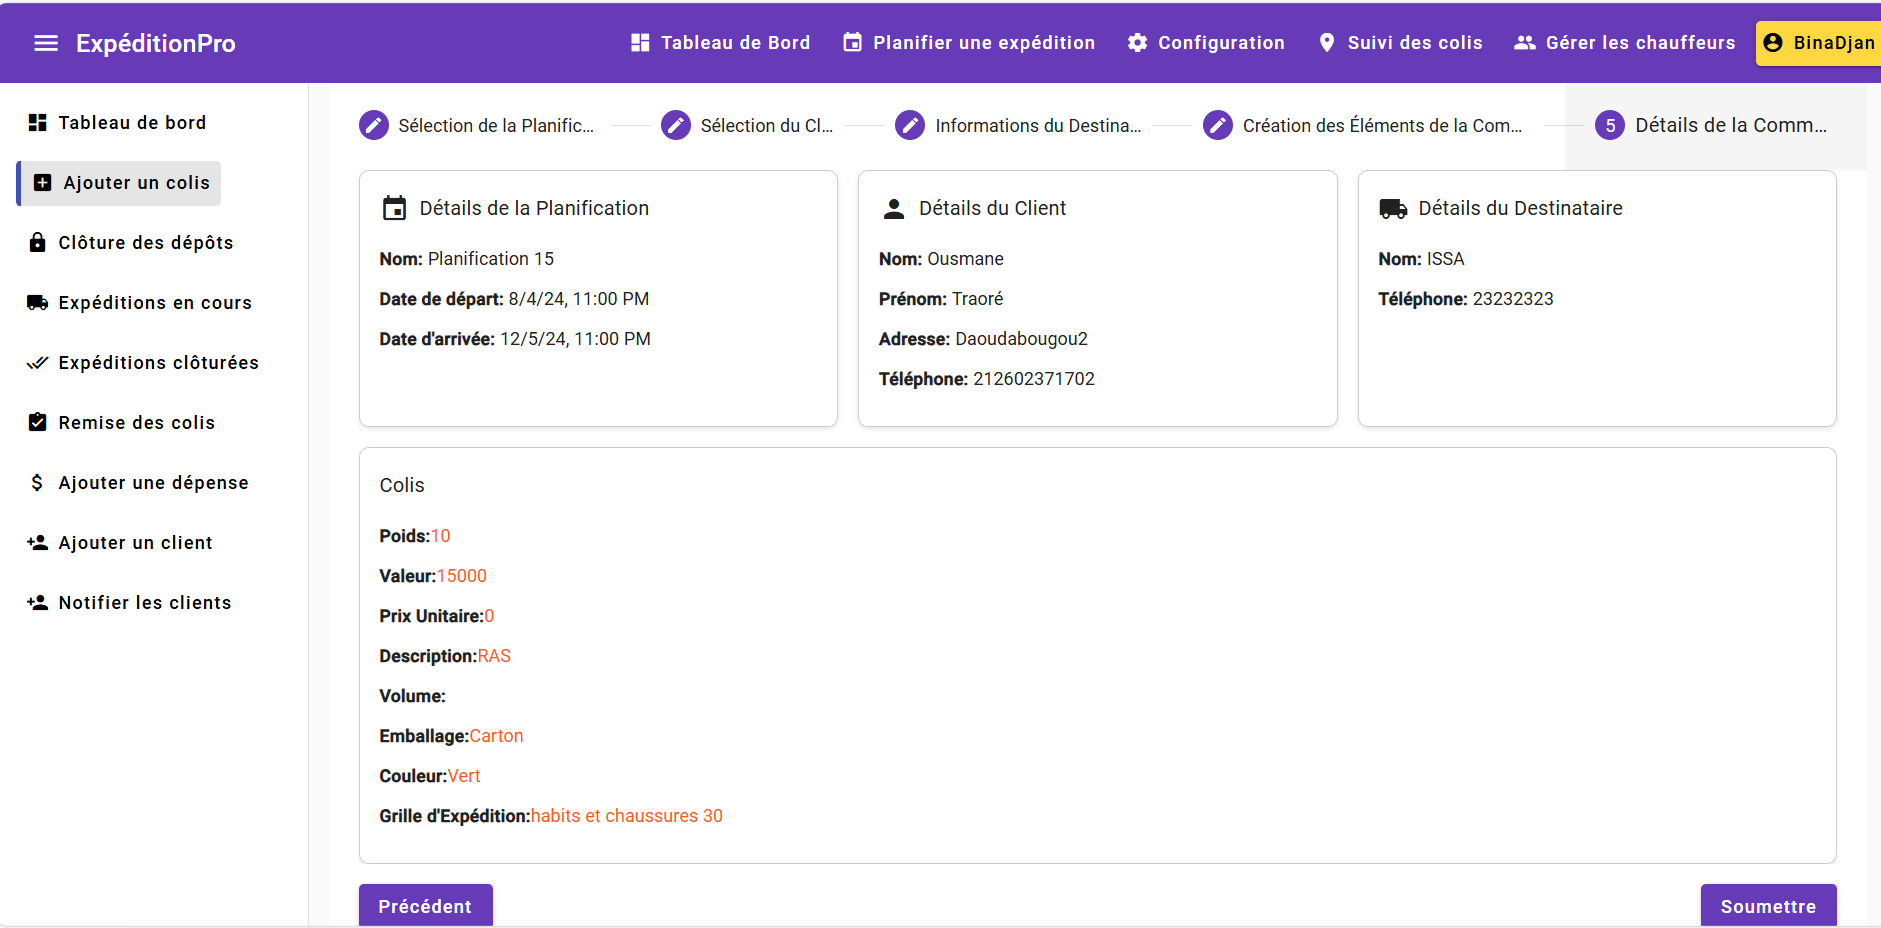 ExpéditionPro
Tableau de Bord
Planifier une expédition
Configuration
Suivi des colis
Gérer les chauffeurs
BinaDjan
Tableau de bord
Ajouter un colis
Clôture des dépôts
Expéditions en cours
Expéditions clôturées
Remise des colis
$ Ajouter une dépense
Ajouter un client
Notifier les clients
Sélection de la Planific...
Sélection du Cl...
Informations du Destina...
Création des Éléments de la Com...
5 Détails de la Comm...
Détails de la Planification
Nom: Planification 15
Date de départ: 8/4/24, 11:00 PM
Date d'arrivée: 12/5/24, 11:00 PM
Détails du Client
Nom: Ousmane
Prénom: Traoré
Adresse: Daoudabougou2
Téléphone: 212602371702
Détails du Destinataire
Nom: ISSA
Téléphone: 23232323
Colis
Poids:10
Valeur:15000
Prix Unitaire:0
Description:RAS
Volume:
Emballage:Carton
Couleur:Vert
Grille d'Expédition:habits et chaussures 30
Précédent
Soumettre